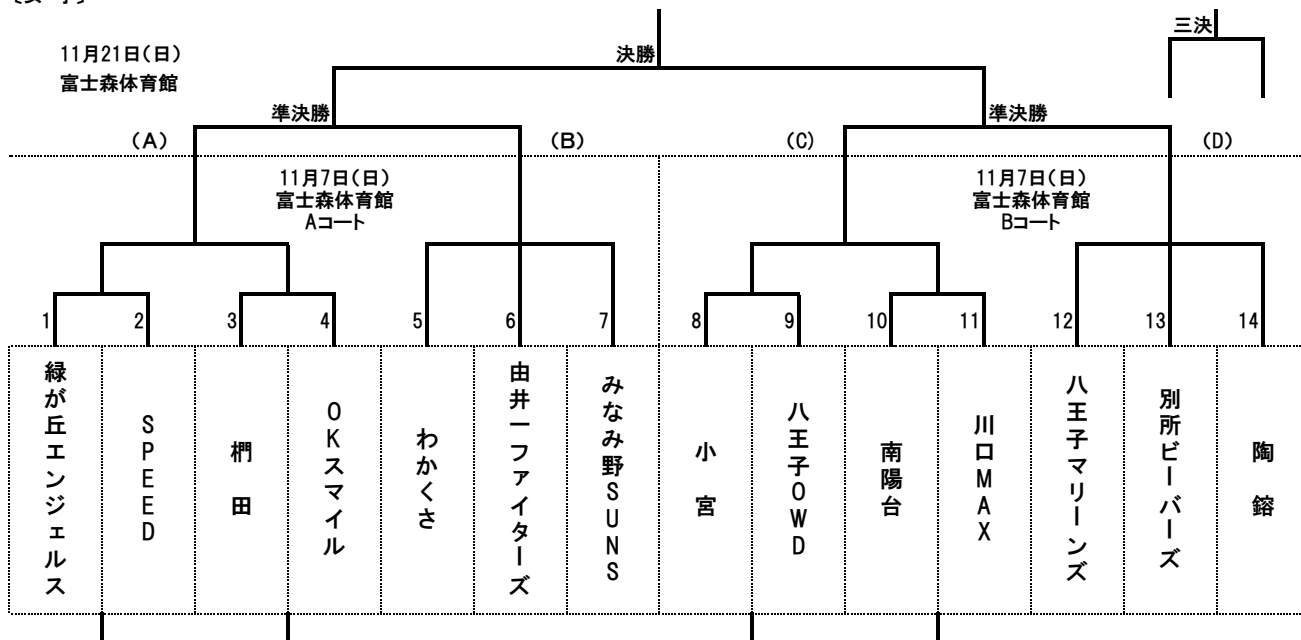 三決
11月21日(日)
決勝
富士森体育館
準決勝
準決勝
(A)
(B)
(C)
(D)
11月7日(日)
富士森体育館
Aコート
11月7日(日)
富士森体育館
Bコート
1
2
3
4
5
6
7
8
9
10
11
12
13
14
緑が丘エンジェルス
SPEED
椚田
OKスマイル
わかくさ
由井一ファイターズ
みなみ野SUNS
小宮
八王子OWD
南陽台
川口MAX
八王子マリーンズ
別所ビーバーズ
陶鎔